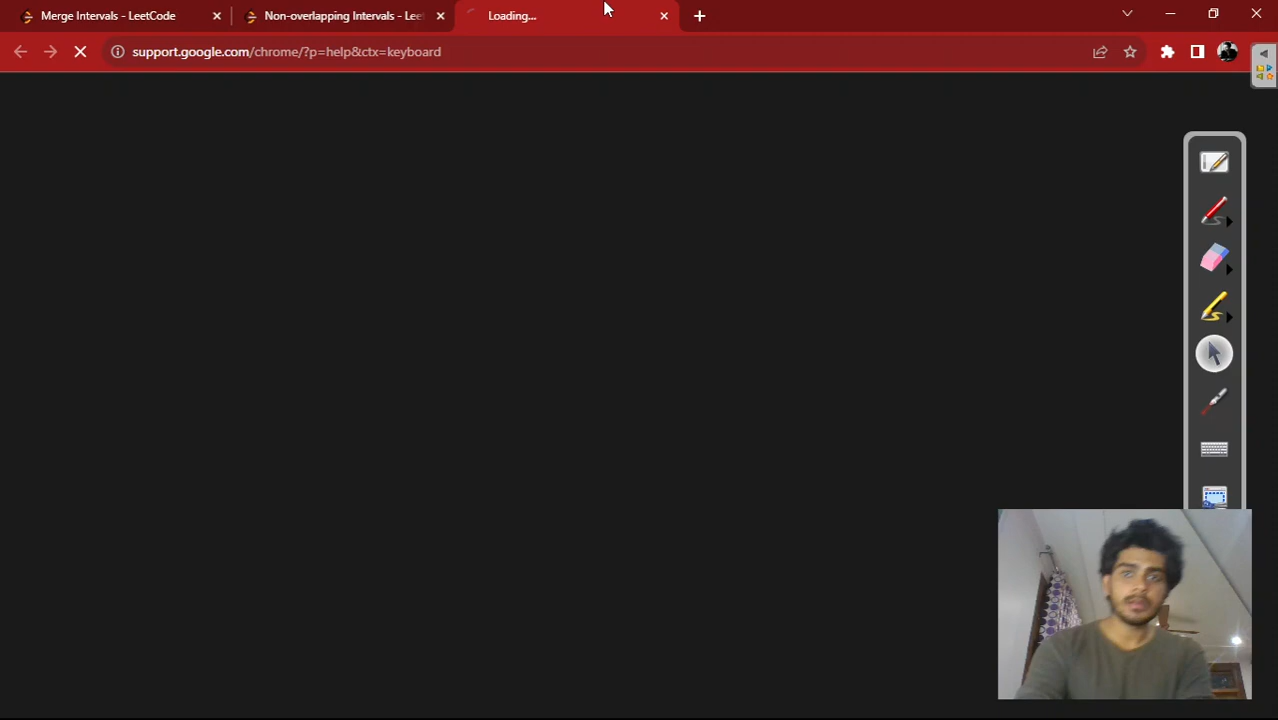 Merge Intervals - LeetCode
Non-overlapping Intervals - Lee
Loading...
support.google.com/chrome/?p=help&ctx=keyboard